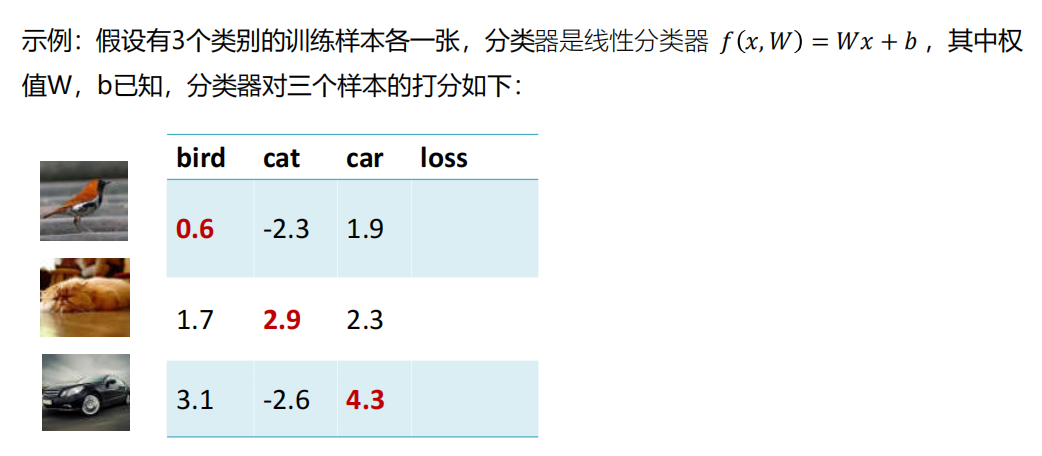 示例：假设有3个类别的训练样本各一张，分类器是线性分类器 f(x, W) = Wx + b ，其中权
值W，b已知，分类器对三个样本的打分如下：
bird cat car loss
0.6 -2.3 1.9
1.7 2.9 2.3
3.1 -2.6 4.3